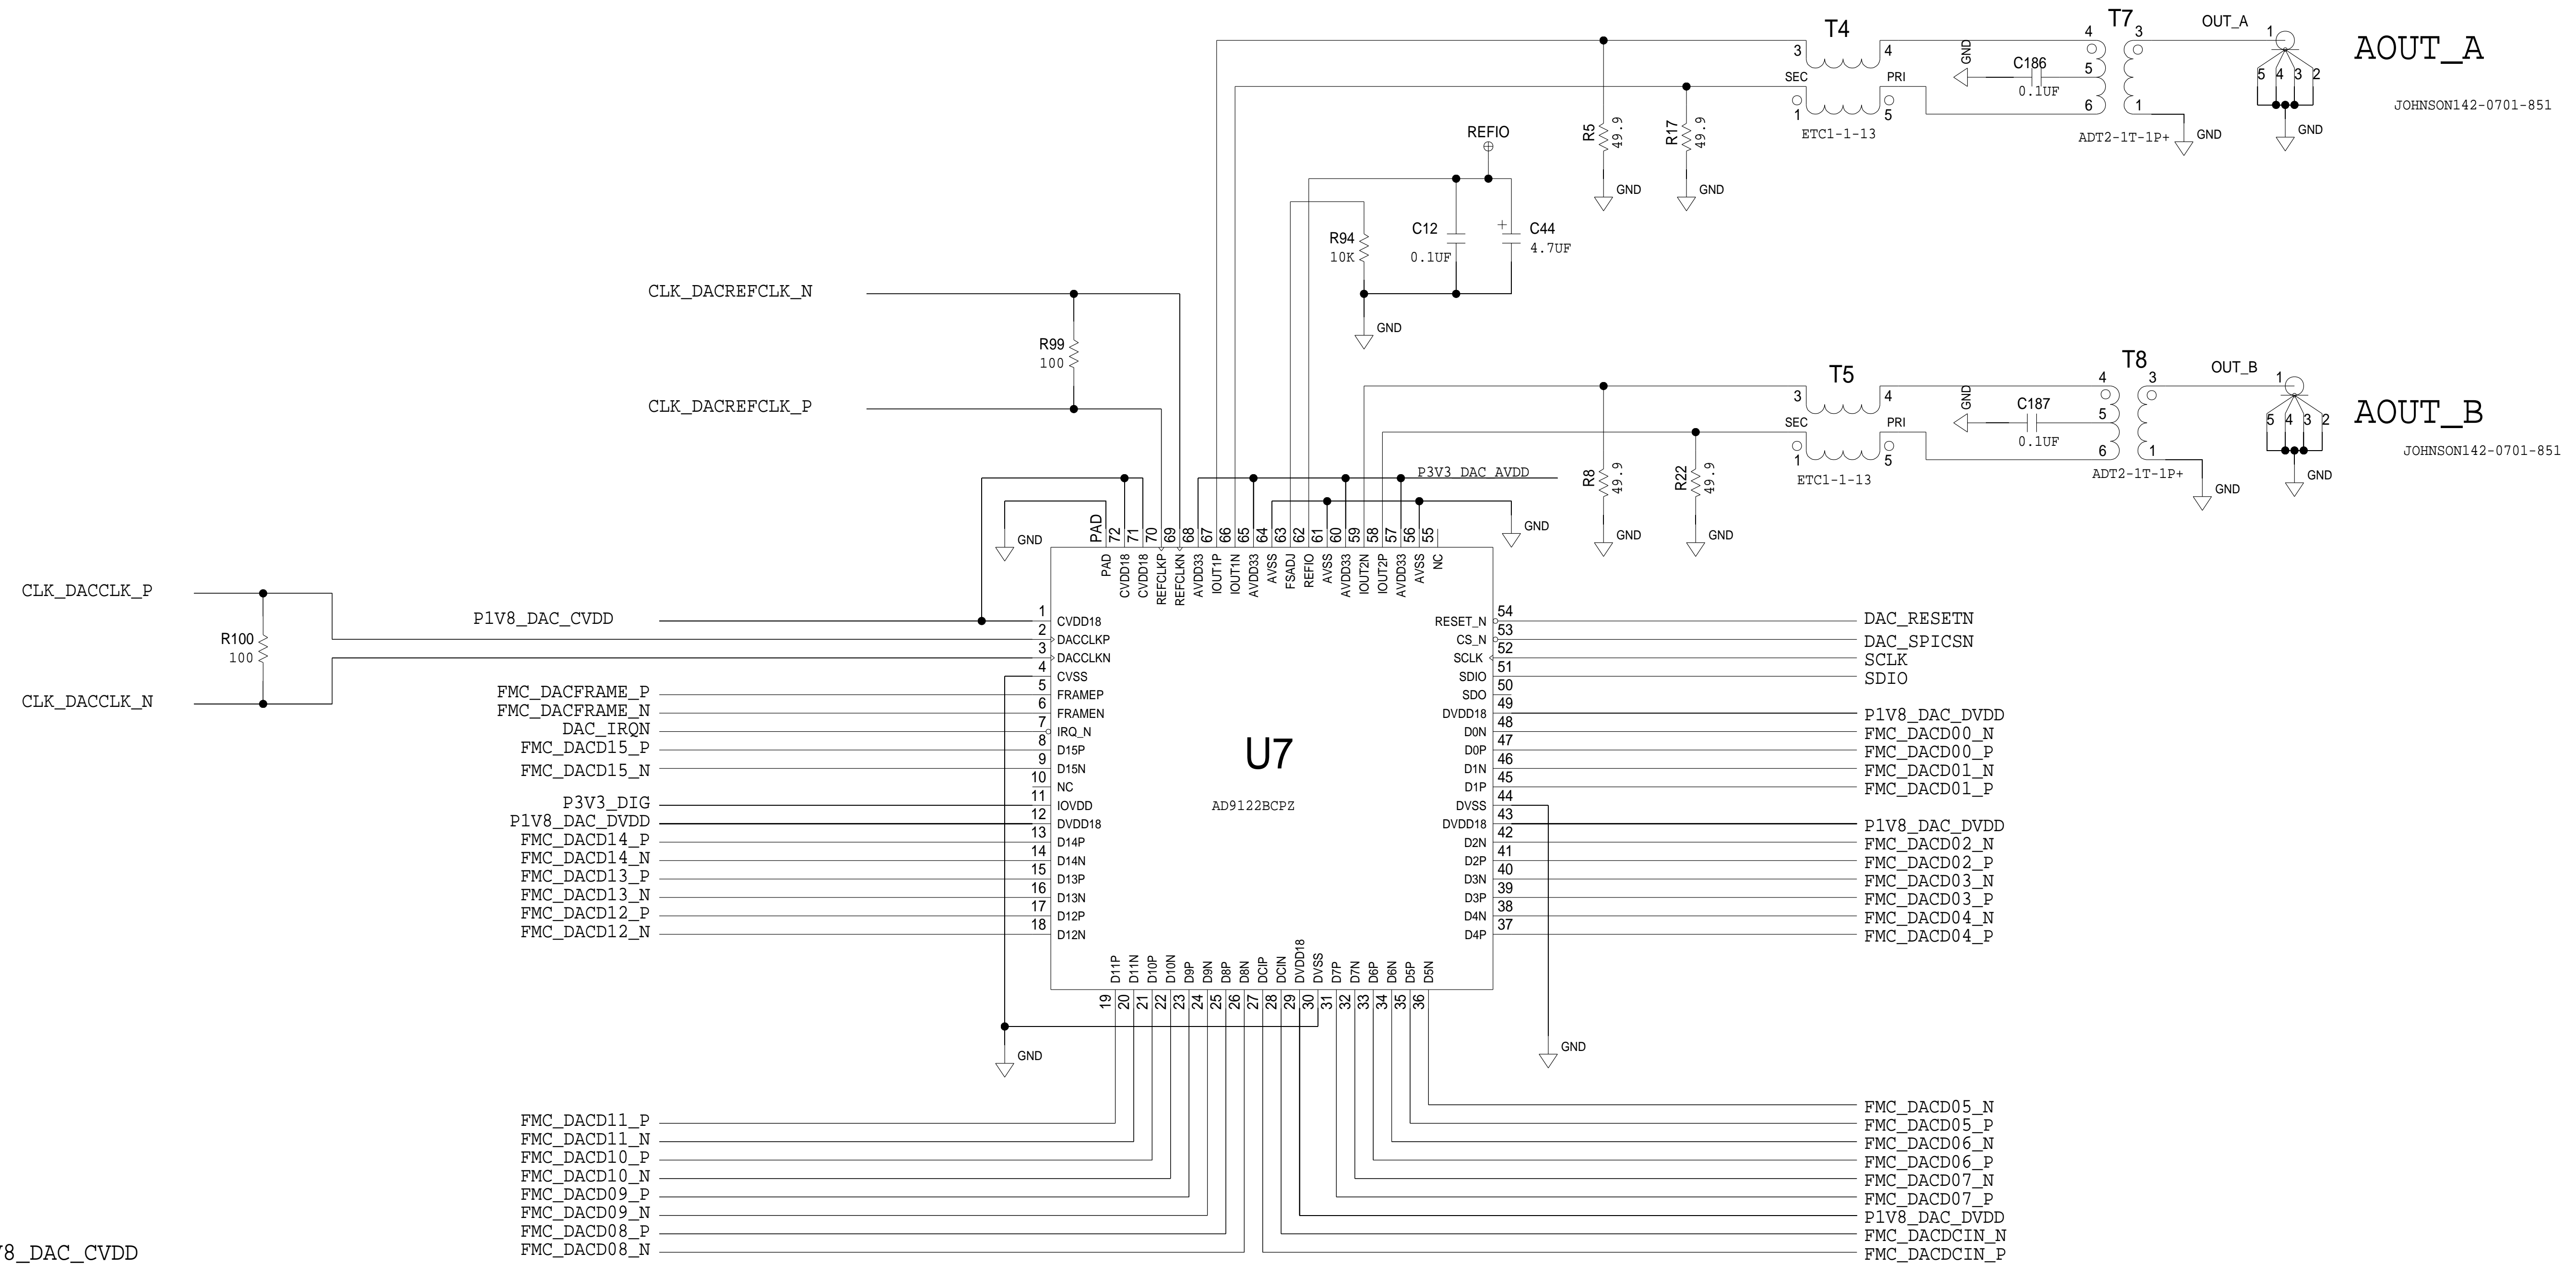 T4
T7
OUT_A
AOUT_A
3
4
4
3
1
GND
C186
0.1UF
5
5 4 3 2
SEC
PRI
1
5
6
1
ETC1-1-13
ADT2-1T-1P+
GND
GND
JOHNSON142-0701-851
R5
49.9
R17
49.9
GND
GND
REFIO
R94
10K
C12
0.1UF
C44
4.7UF
+
GND
CLK_DACREFCLK_N
R99
100
CLK_DACREFCLK_P
T5
T8
OUT_B
AOUT_B
3
4
4
3
1
GND
C187
0.1UF
5
5 4 3 2
SEC
PRI
1
5
6
1
ETC1-1-13
ADT2-1T-1P+
GND
GND
JOHNSON142-0701-851
R8
49.9
R22
49.9
GND
GND
P3V3_DAC_AVDD
GND
GND
PAD 72 71 70 69 68 67 66 65 64 63 62 61 60 59 58 57 56 55
PAD CVDD18 CVDD18 REFCLKP REFCLKN AVDD33 IOUT1P IOUT1N AVDD33 AVSS FSADJ REFIO AVSS AVDD33 IOUT2N IOUT2P AVDD33 AVSS NC
CLK_DACCLK_P
R100
100
CLK_DACCLK_N
P1V8_DAC_CVDD 1 CVDD18
2 DACCLKP
3 DACCLKN
4 CVSS
FMC_DACFRAME_P 5 FRAMEP
FMC_DACFRAME_N 6 FRAMEN
DAC_IRQN 7 IRQ_N
FMC_DACD15_P 8 D15P
FMC_DACD15_N 9 D15N
10 NC
P3V3_DIG 11 IOVDD
P1V8_DAC_DVDD 12 DVDD18
FMC_DACD14_P 13 D14P
FMC_DACD14_N 14 D14N
FMC_DACD13_P 15 D13P
FMC_DACD13_N 16 D13N
FMC_DACD12_P 17 D12P
FMC_DACD12_N 18 D12N
U7
AD9122BCPZ
RESET_N 54 DAC_RESETN
CS_N 53 DAC_SPICSN
SCLK 52 SCLK
SDIO 51 SDIO
SDO 50
DVDD18 49 P1V8_DAC_DVDD
D0N 48 FMC_DACD00_N
D0P 47 FMC_DACD00_P
D1N 46 FMC_DACD01_N
D1P 45 FMC_DACD01_P
DVSS 44
DVDD18 43 P1V8_DAC_DVDD
D2N 42 FMC_DACD02_N
D2P 41 FMC_DACD02_P
D3N 40 FMC_DACD03_N
D3P 39 FMC_DACD03_P
D4N 38 FMC_DACD04_N
D4P 37 FMC_DACD04_P
D11P D11N D10P D10N D9P D9N D8P D8N DCIP DCIN DVDD18 DVSS D7P D7N D6P D6N D5P D5N
19 20 21 22 23 24 25 26 27 28 29 30 31 32 33 34 35 36
GND
GND
FMC_DACD11_P
FMC_DACD11_N
FMC_DACD10_P
FMC_DACD10_N
FMC_DACD09_P
FMC_DACD09_N
FMC_DACD08_P
FMC_DACD08_N
FMC_DACD05_N
FMC_DACD05_P
FMC_DACD06_N
FMC_DACD06_P
FMC_DACD07_N
FMC_DACD07_P
P1V8_DAC_DVDD
FMC_DACDCIN_N
FMC_DACDCIN_P
V8_DAC_CVDD